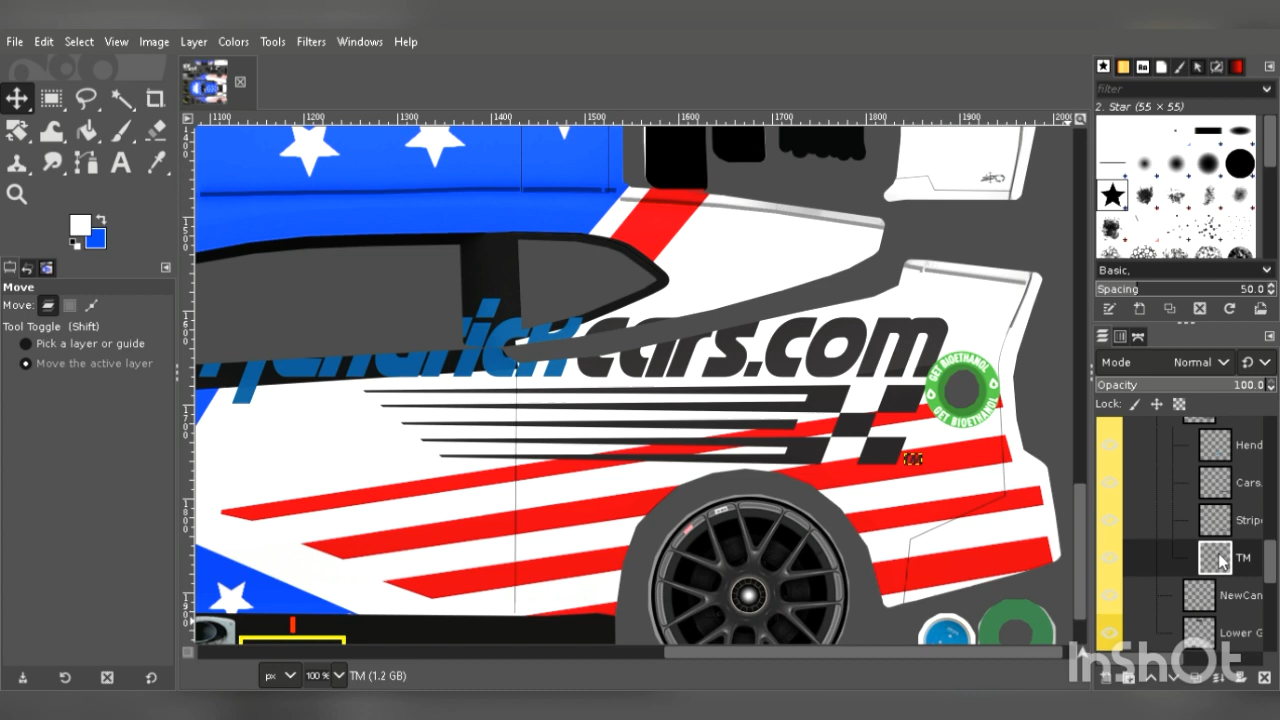 File Edit Select View Image Layer Colors Tools Filters Windows Help
filter
2. Star (55 × 55)
1100 1200 1300 1400 1500 1600 1700 1800 1900
Basic,
Spacing 50.0
Move
Move:
Tool Toggle (Shift)
Pick a layer or guide
Move the active layer
Mode Normal
Opacity 100.0
Lock:
Hendrickcars.com
GET BIOETHANOL
GET BIOETHANOL
Hend
Cars.
Strip
TM
NewCan
Lower G
px 100 % TM (1.2 GB)
InShOt